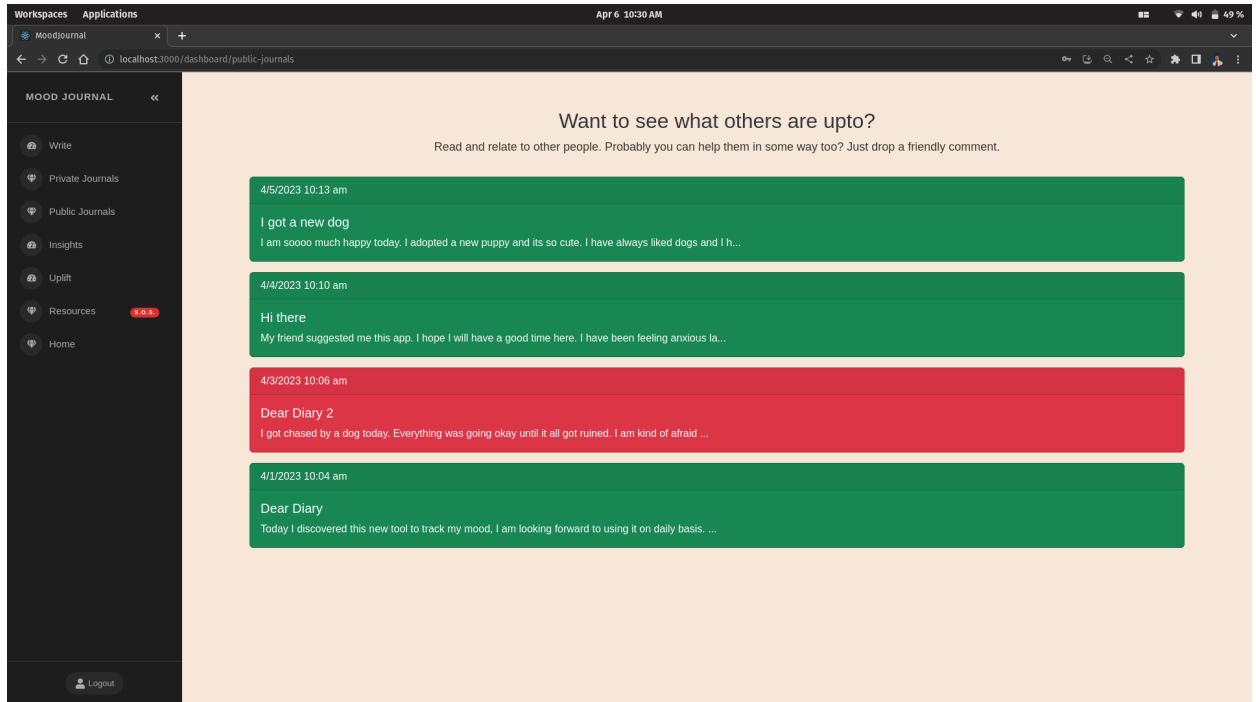 Workspaces Applications Apr 6 10:30 AM 49 %
Moodjournal
localhost:3000/dashboard/public-journals
MOOD JOURNAL
Write
Private Journals
Public Journals
Insights
Uplift
Resources S.O.S.
Home
Logout
Want to see what others are upto?
Read and relate to other people. Probably you can help them in some way too? Just drop a friendly comment.
4/5/2023 10:13 am
I got a new dog
I am soooo much happy today. I adopted a new puppy and its so cute. I have always liked dogs and I h...
4/4/2023 10:10 am
Hi there
My friend suggested me this app. I hope I will have a good time here. I have been feeling anxious la...
4/3/2023 10:06 am
Dear Diary 2
I got chased by a dog today. Everything was going okay until it all got ruined. I am kind of afraid ...
4/1/2023 10:04 am
Dear Diary
Today I discovered this new tool to track my mood, I am looking forward to using it on daily basis. ...